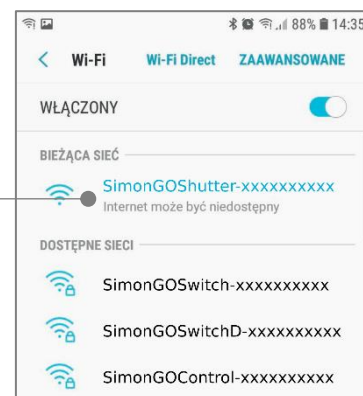 88% 14:35
Wi-Fi Wi-Fi Direct ZAAWANSOWANE
WŁĄCZONY
BIEŻĄCA SIEĆ
SimonGOShutter-xxxxxxxxxx
Internet może być niedostępny
DOSTĘPNE SIECI
SimonGOSwitch-xxxxxxxxxx
SimonGOSwitchD-xxxxxxxxxx
SimonGOControl-xxxxxxxxxx